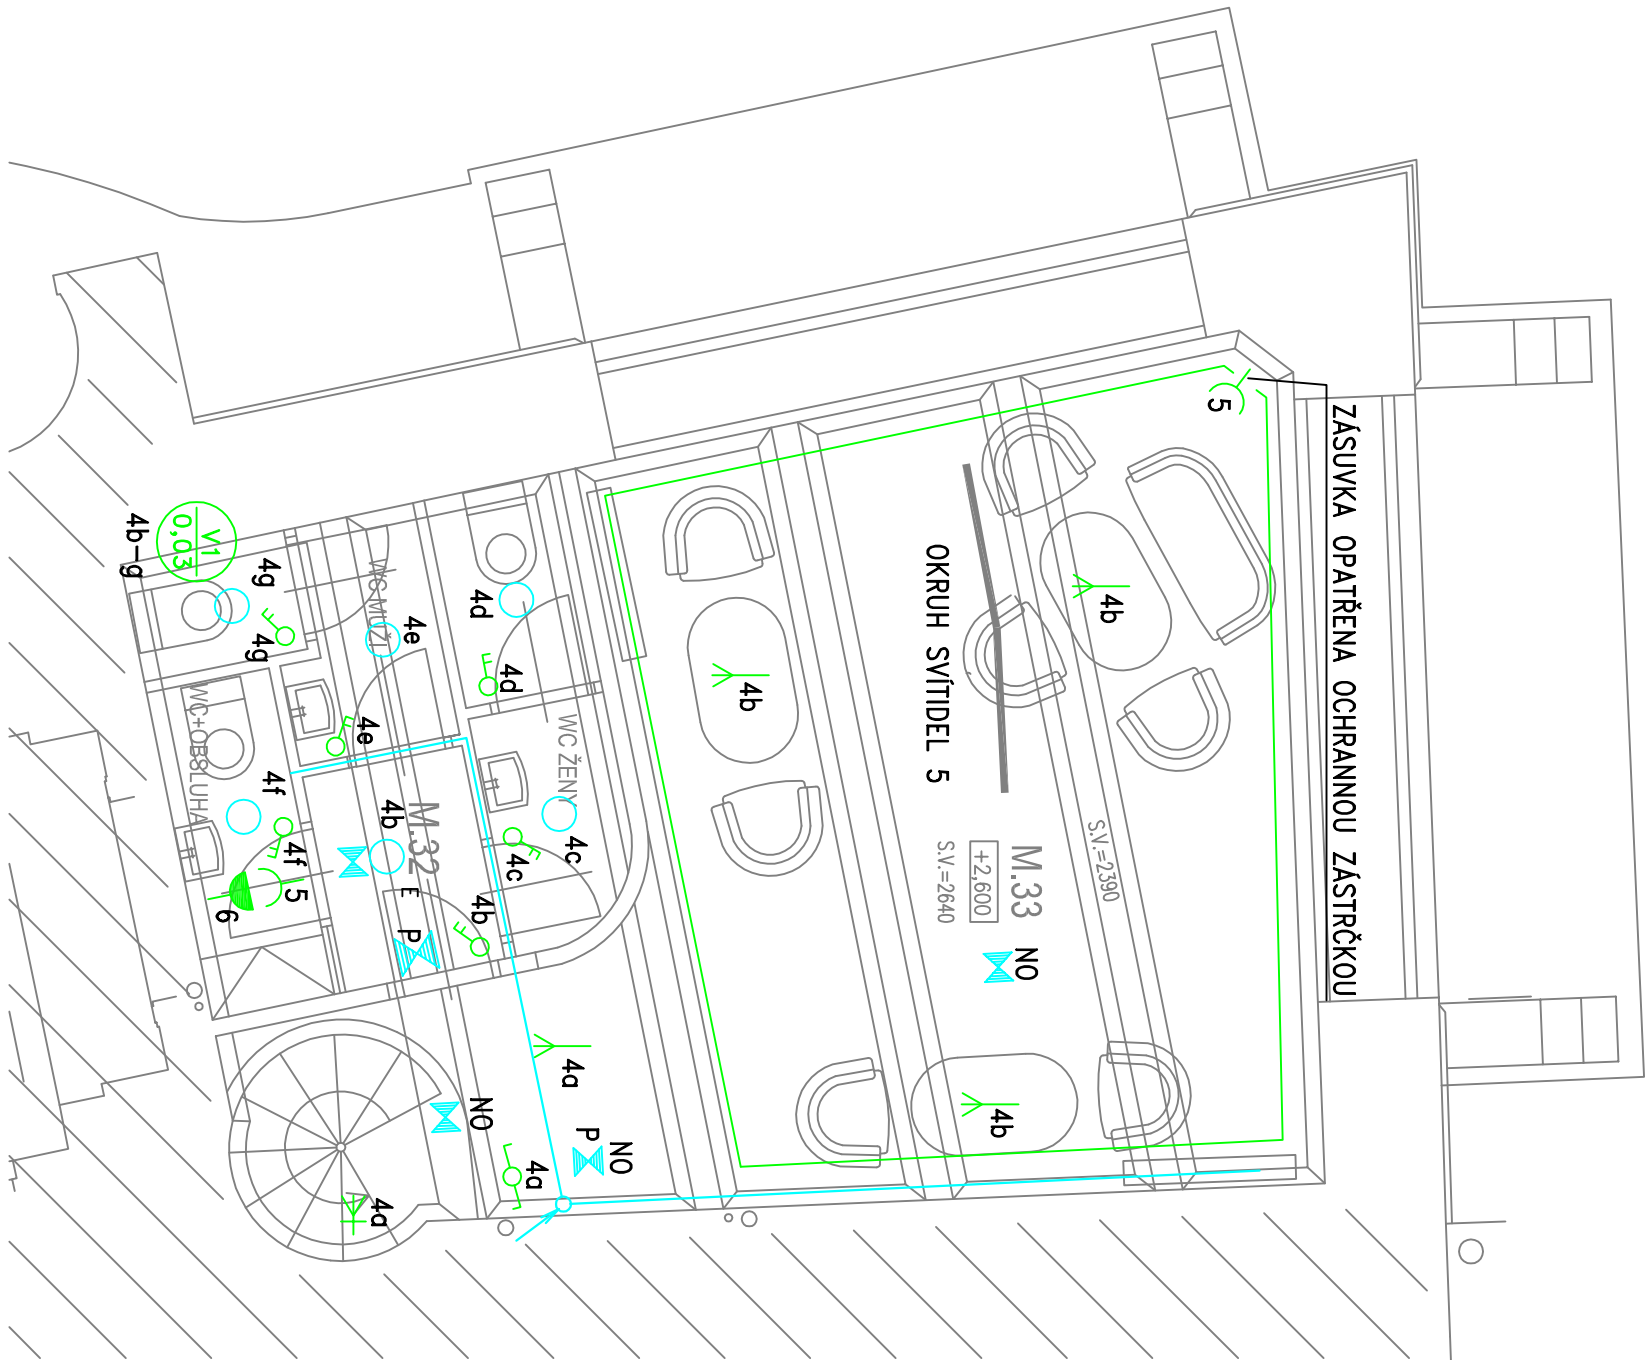 ZÁSUVKA OPATŘENA OCHRANNOU ZÁSTRČKOU
5
4b
S.V.=2390
M.33
+2,600
S.V.=2640
NO
4b
OKRUH SVÍTIDEL 5
4b
NO
P
WC ŽENY
4c
4a
4d
4c
4a
4d
4b
NO
M.32
E
P
4e
4b
WC MUŽI
4e
4a
4g
4f
4g
4f
5
6
WC+OBSLUHA
V1
0,03
4b-g